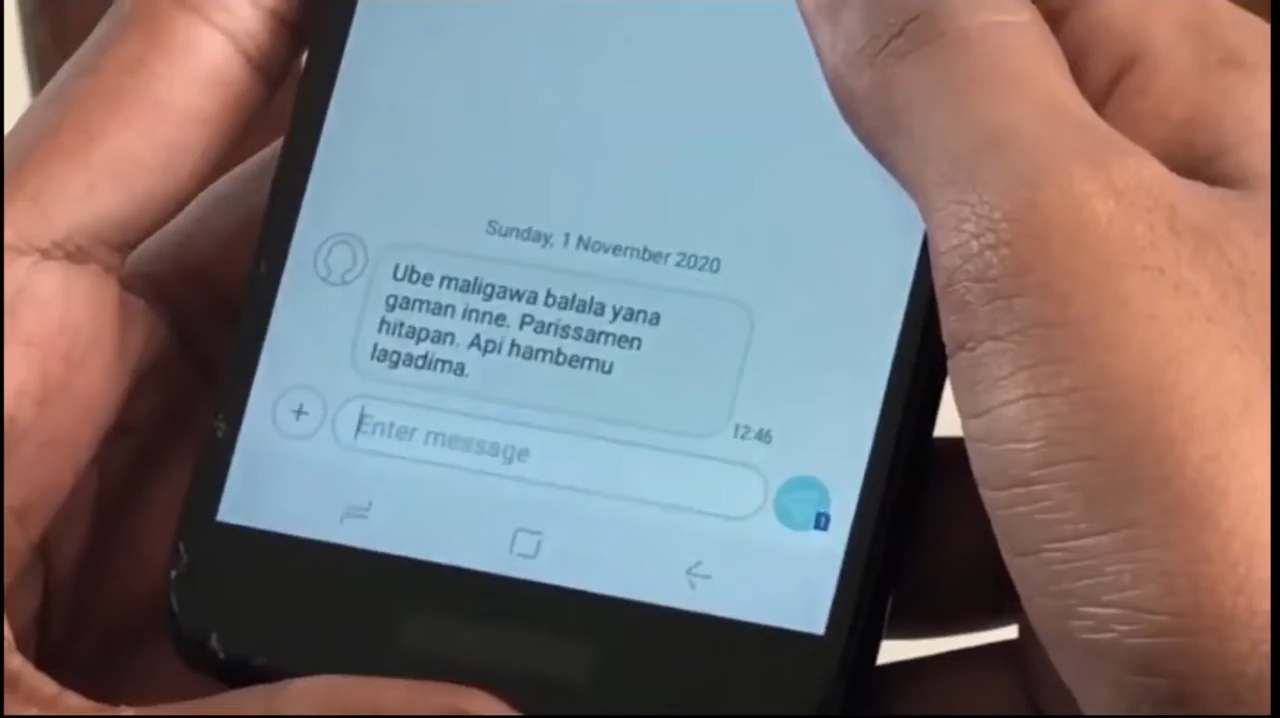 Sunday, 1 November 2020
Ube maligawa balala yana
gaman inne. Parissamen
hitapan. Api hambemu
lagadima.
12:46
Enter message